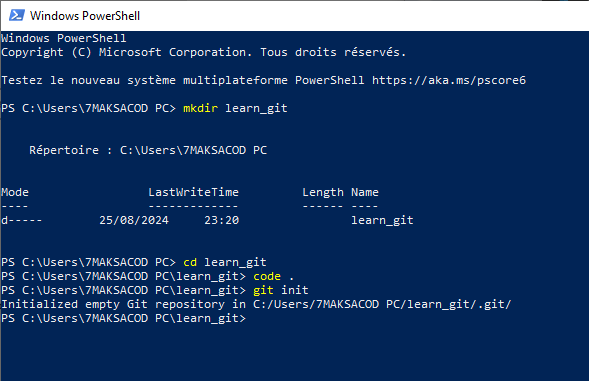 Windows PowerShell
Windows PowerShell
Copyright (C) Microsoft Corporation. Tous droits réservés.
Testez le nouveau système multiplateforme PowerShell https://aka.ms/pscore6
PS C:\Users\7MAKSACOD PC> mkdir learn_git
Répertoire : C:\Users\7MAKSACOD PC
Mode LastWriteTime Length Name
---- ------------- ------ ----
d----- 25/08/2024 23:20 learn_git
PS C:\Users\7MAKSACOD PC> cd learn_git
PS C:\Users\7MAKSACOD PC\learn_git> code .
PS C:\Users\7MAKSACOD PC\learn_git> git init
Initialized empty Git repository in C:/Users/7MAKSACOD PC/learn_git/.git/
PS C:\Users\7MAKSACOD PC\learn_git>